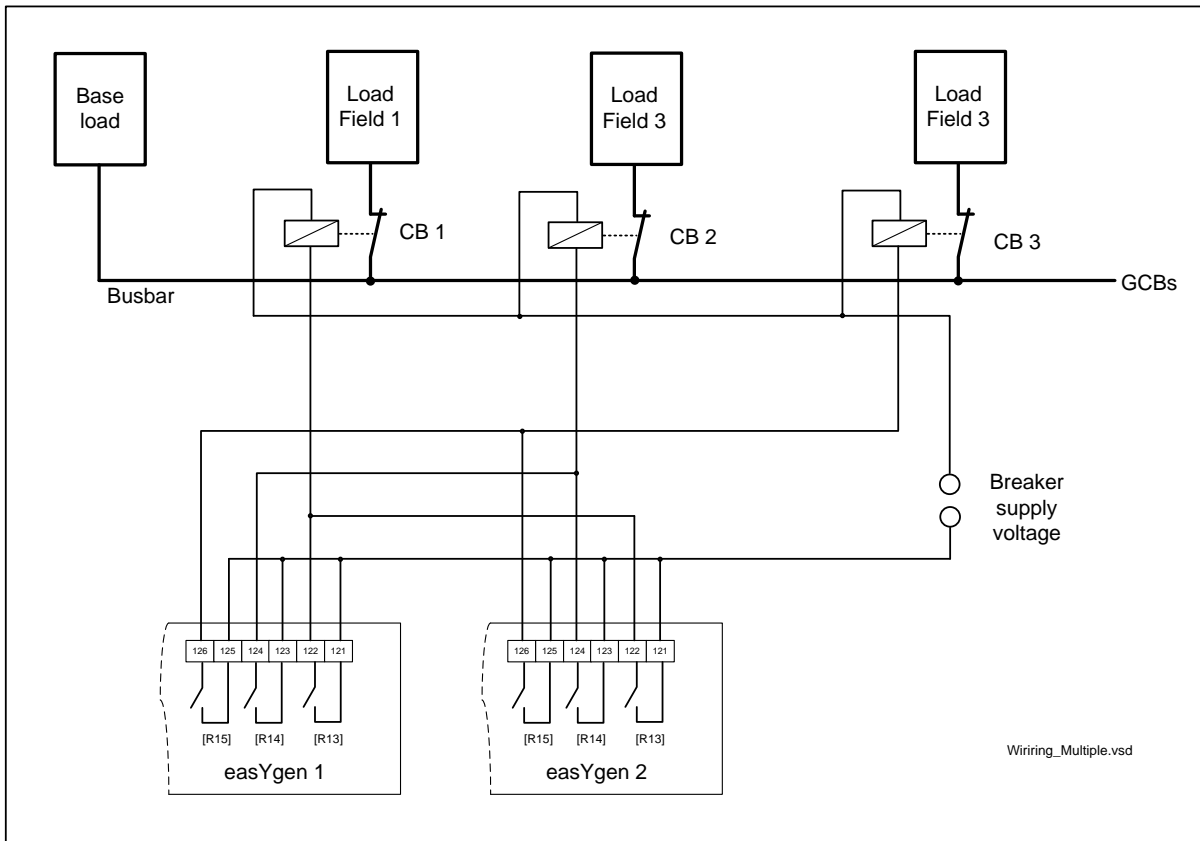 Base
load
Load
Field 1
Load
Field 3
Load
Field 3
CB 1
CB 2
CB 3
Busbar
GCBs
Breaker
supply
voltage
126 125 124 123 122 121
126 125 124 123 122 121
[R15] [R14] [R13]
[R15] [R14] [R13]
easYgen 1
easYgen 2
Wiriring_Multiple.vsd